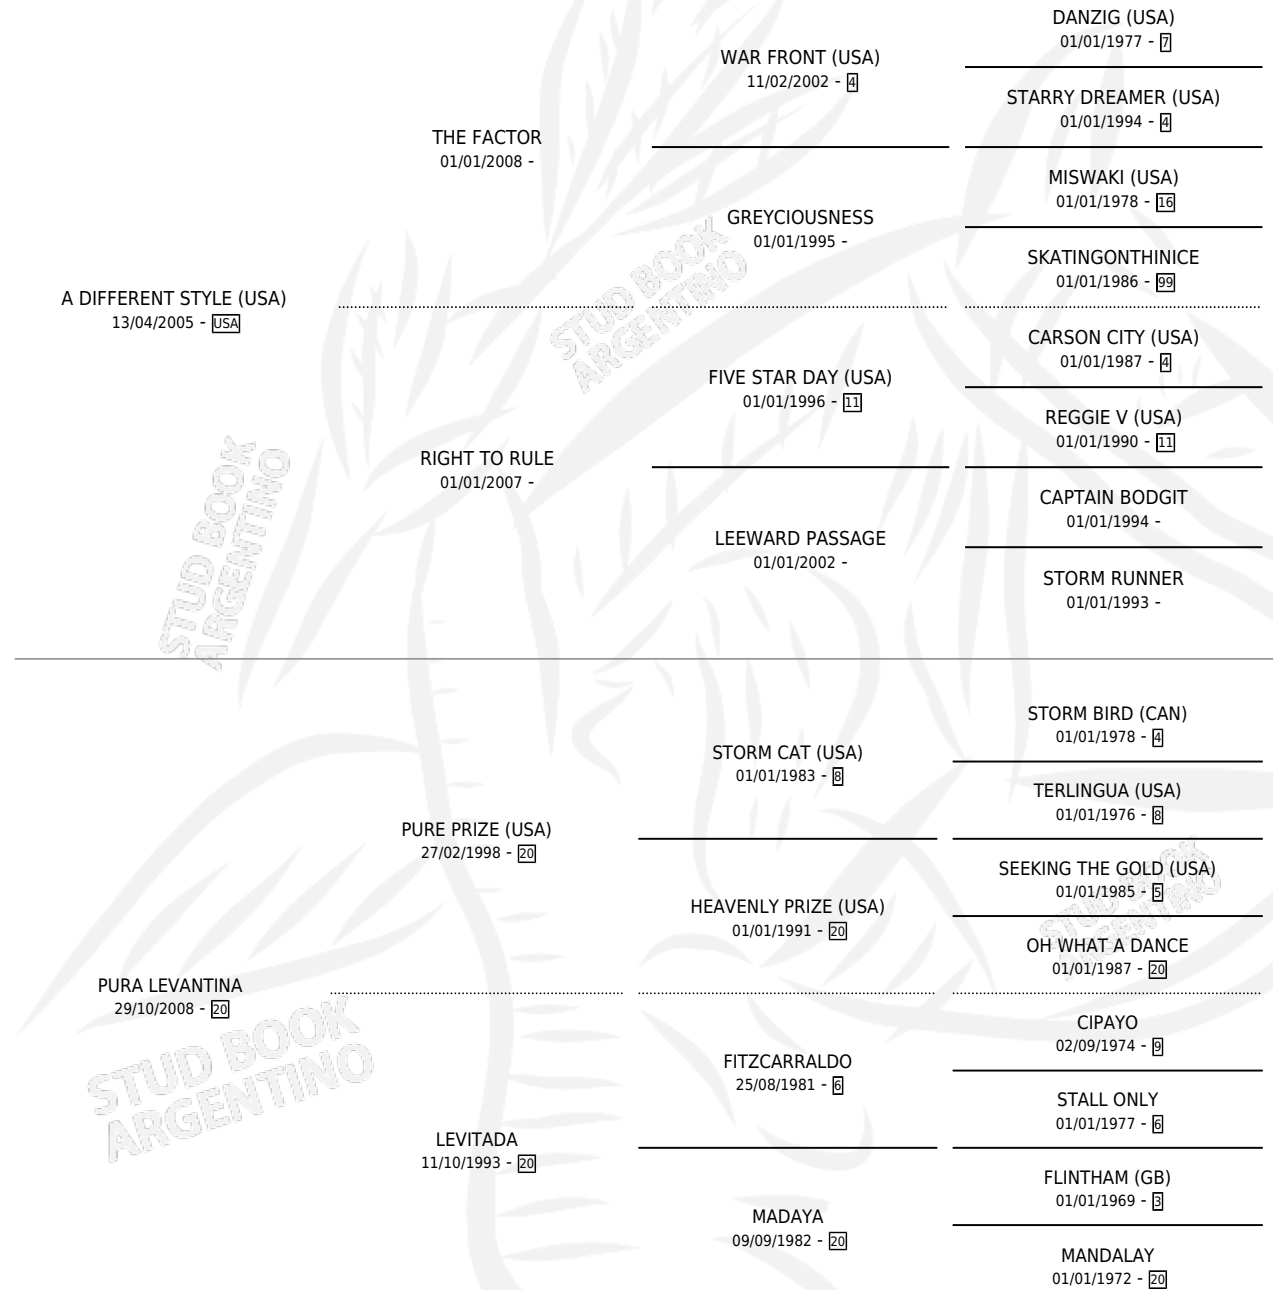 DANZIG (USA)
01/01/1977 - 7
WAR FRONT (USA)
11/02/2002 - 4
STARRY DREAMER (USA)
01/01/1994 - 4
THE FACTOR
01/01/2008 -
MISWAKI (USA)
01/01/1978 - 16
GREYCIOUSNESS
01/01/1995 -
SKATINGONTHINICE
01/01/1986 - 99
A DIFFERENT STYLE (USA)
13/04/2005 - USA
CARSON CITY (USA)
01/01/1987 - 4
FIVE STAR DAY (USA)
01/01/1996 - 11
REGGIE V (USA)
01/01/1990 - 11
RIGHT TO RULE
01/01/2007 -
CAPTAIN BODGIT
01/01/1994 -
LEEWARD PASSAGE
01/01/2002 -
STORM RUNNER
01/01/1993 -
STUD BOOK
ARGENTINO
STUD BOOK
ARGENTINO
STORM BIRD (CAN)
01/01/1978 - 4
STORM CAT (USA)
01/01/1983 - 8
TERLINGUA (USA)
01/01/1976 - 8
PURE PRIZE (USA)
27/02/1998 - 20
SEEKING THE GOLD (USA)
01/01/1985 - 5
HEAVENLY PRIZE (USA)
01/01/1991 - 20
OH WHAT A DANCE
01/01/1987 - 20
PURA LEVANTINA
29/10/2008 - 20
CIPAYO
02/09/1974 - 9
FITZCARRALDO
25/08/1981 - 6
STALL ONLY
01/01/1977 - 6
LEVITADA
11/10/1993 - 20
FLINTHAM (GB)
01/01/1969 - 3
MADAYA
09/09/1982 - 20
MANDALAY
01/01/1972 - 20
STUD BOOK
ARGENTINO
STUD BOOK
ARGENTINO